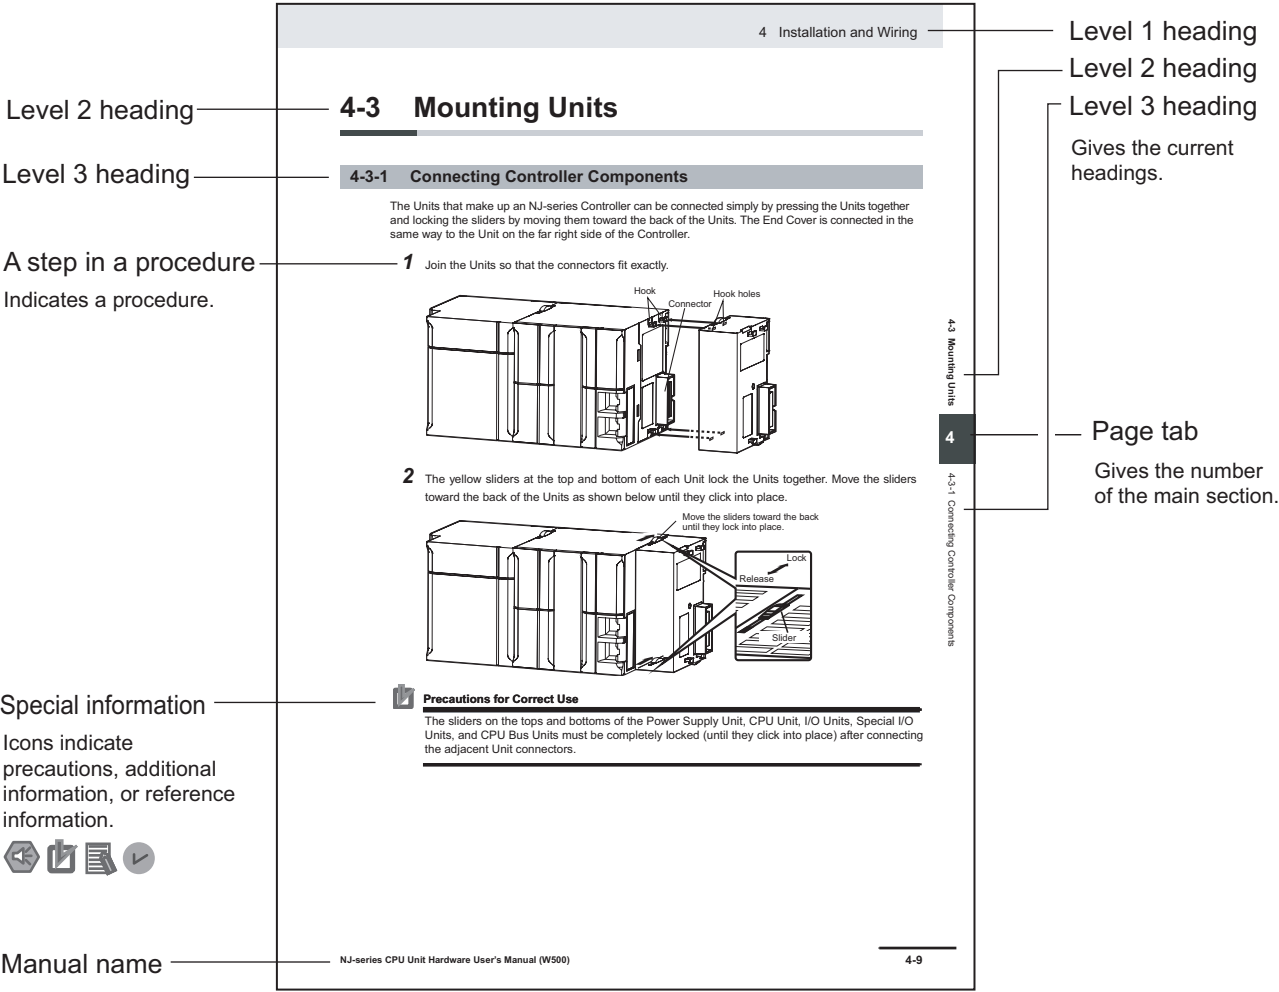 4 Installation and Wiring
Level 1 heading
Level 2 heading
Level 3 heading
Gives the current
headings.
Level 2 heading
4-3 Mounting Units
Level 3 heading
4-3-1 Connecting Controller Components
The Units that make up an NJ-series Controller can be connected simply by pressing the Units together
and locking the sliders by moving them toward the back of the Units. The End Cover is connected in the
same way to the Unit on the far right side of the Controller.
A step in a procedure
Indicates a procedure.
1 Join the Units so that the connectors fit exactly.
Hook
Connector
Hook holes
4-3 Mounting Units
4
4-3-1 Connecting Controller Components
Page tab
Gives the number
of the main section.
2 The yellow sliders at the top and bottom of each Unit lock the Units together. Move the sliders
toward the back of the Units as shown below until they click into place.
Move the sliders toward the back
until they lock into place.
Lock
Release
Slider
Special information
Icons indicate
precautions, additional
information, or reference
information.
Precautions for Correct Use
The sliders on the tops and bottoms of the Power Supply Unit, CPU Unit, I/O Units, Special I/O
Units, and CPU Bus Units must be completely locked (until they click into place) after connecting
the adjacent Unit connectors.
Manual name
NJ-series CPU Unit Hardware User's Manual (W500)
4-9